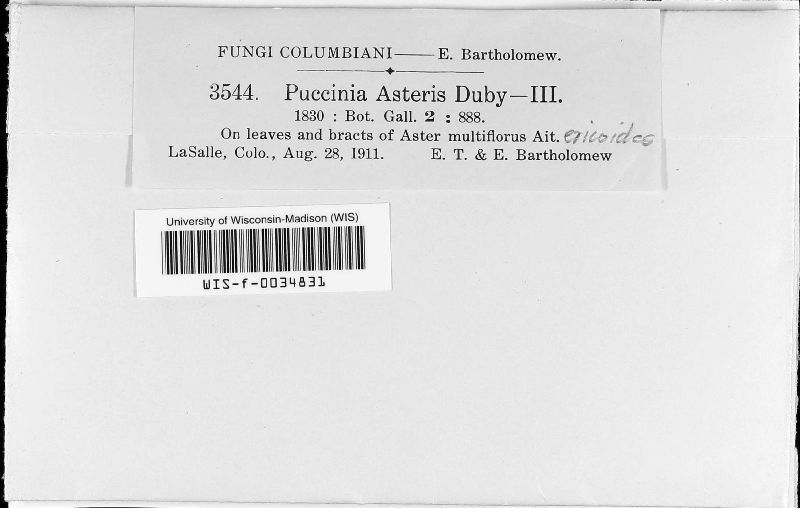 FUNGI COLUMBIANI—E. Bartholomew.
3544. Puccinia Asteris Duby—III.
1830 : Bot. Gall. 2 : 888.
On leaves and bracts of Aster multiflorus Ait. ericoides
LaSalle, Colo., Aug. 28, 1911. E. T. & E. Bartholomew
University of Wisconsin-Madison (WIS)
WIS-f-0034831